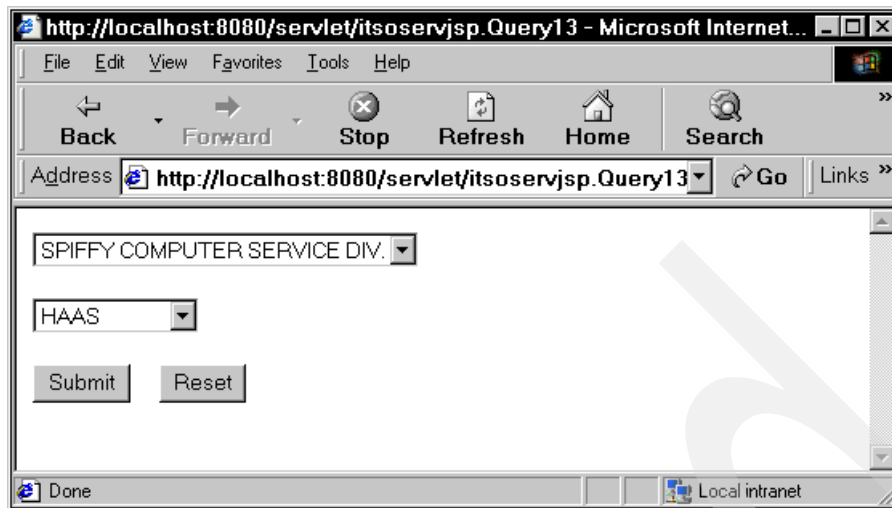 http://localhost:8080/servlet/itsoservjsp.Query13 - Microsoft Internet...
File Edit View Favorites Tools Help
Back Forward Stop Refresh Home Search »
Address http://localhost:8080/servlet/itsoservjsp.Query13 Go Links »
SPIFFY COMPUTER SERVICE DIV.
HAAS
Submit Reset
Done Local intranet